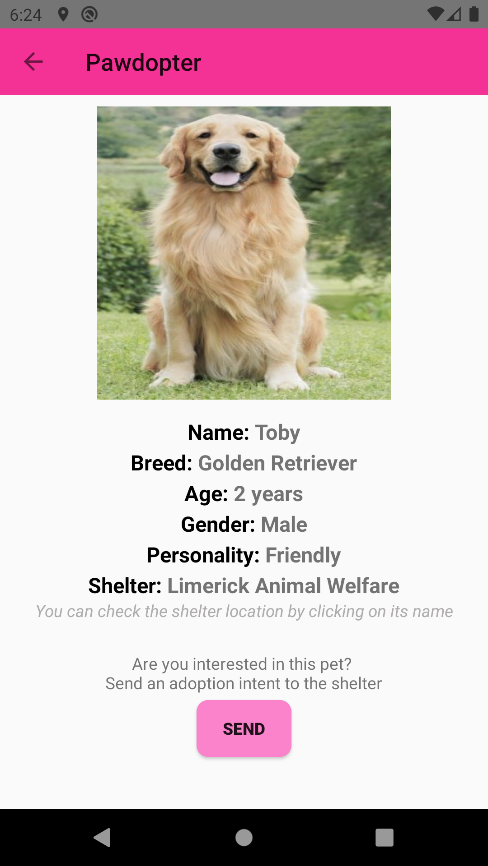 6:24
Pawdopter
Name: Toby
Breed: Golden Retriever
Age: 2 years
Gender: Male
Personality: Friendly
Shelter: Limerick Animal Welfare
You can check the shelter location by clicking on its name
Are you interested in this pet?
Send an adoption intent to the shelter
SEND